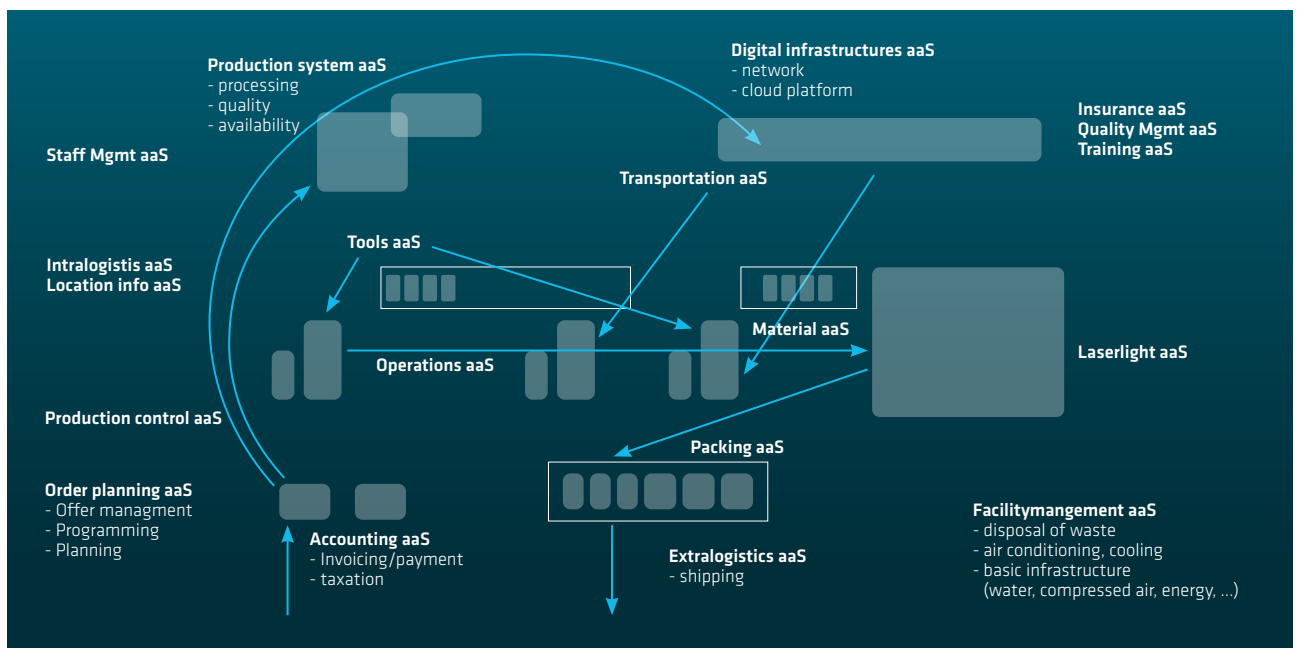 Production system aaS
- processing
- quality
- availability
Digital infrastructures aaS
- network
- cloud platform
Insurance aaS
Quality Mgmt aaS
Training aaS
Staff Mgmt aaS
Transportation aaS
Tools aaS
Intralogistis aaS
Location info aaS
Material aaS
Operations aaS
Laserlight aaS
Production control aaS
Packing aaS
Order planning aaS
- Offer managment
- Programming
- Planning
Accounting aaS
- Invoicing/payment
- taxation
Extralogistics aaS
- shipping
Facilitymangement aaS
- disposal of waste
- air conditioning, cooling
- basic infrastructure
(water, compressed air, energy, ...)